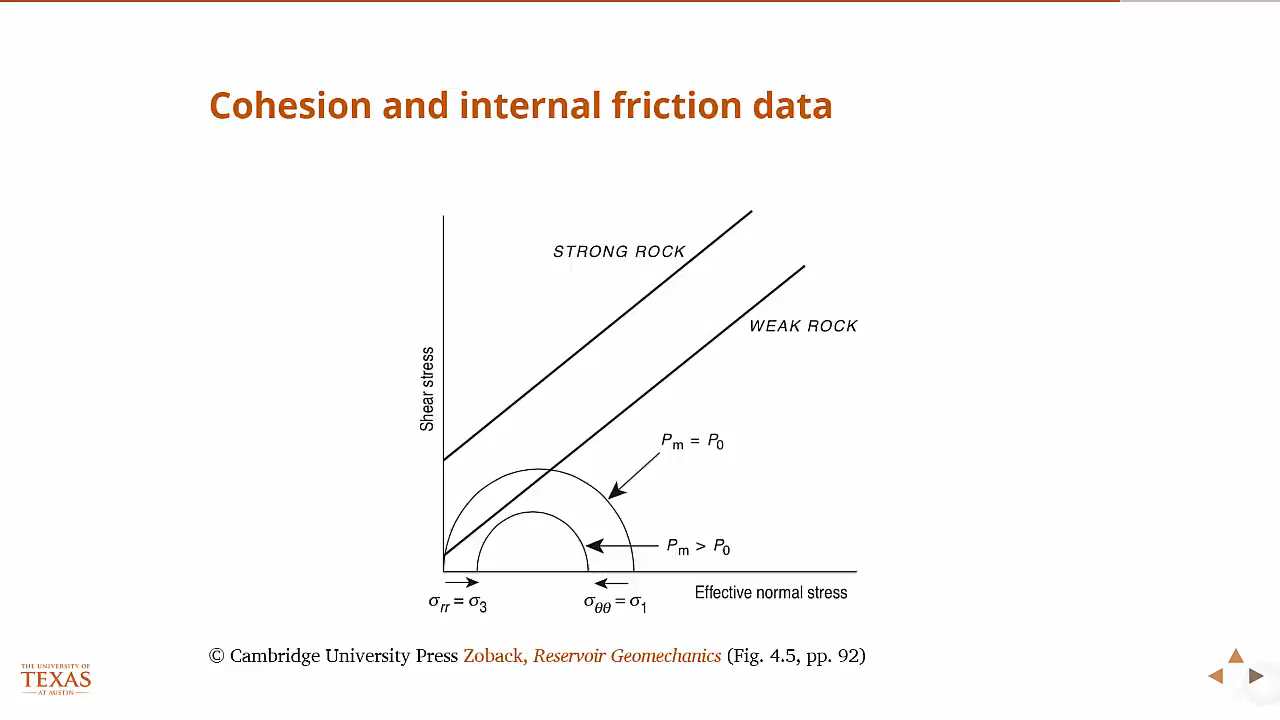 Cohesion and internal friction data
STRONG ROCK
WEAK ROCK
Shear stress
Pm = P0
Pm > P0
σrr = σ3
σθθ = σ1
Effective normal stress
© Cambridge University Press Zoback, Reservoir Geomechanics (Fig. 4.5, pp. 92)
THE UNIVERSITY OF
TEXAS
AT AUSTIN